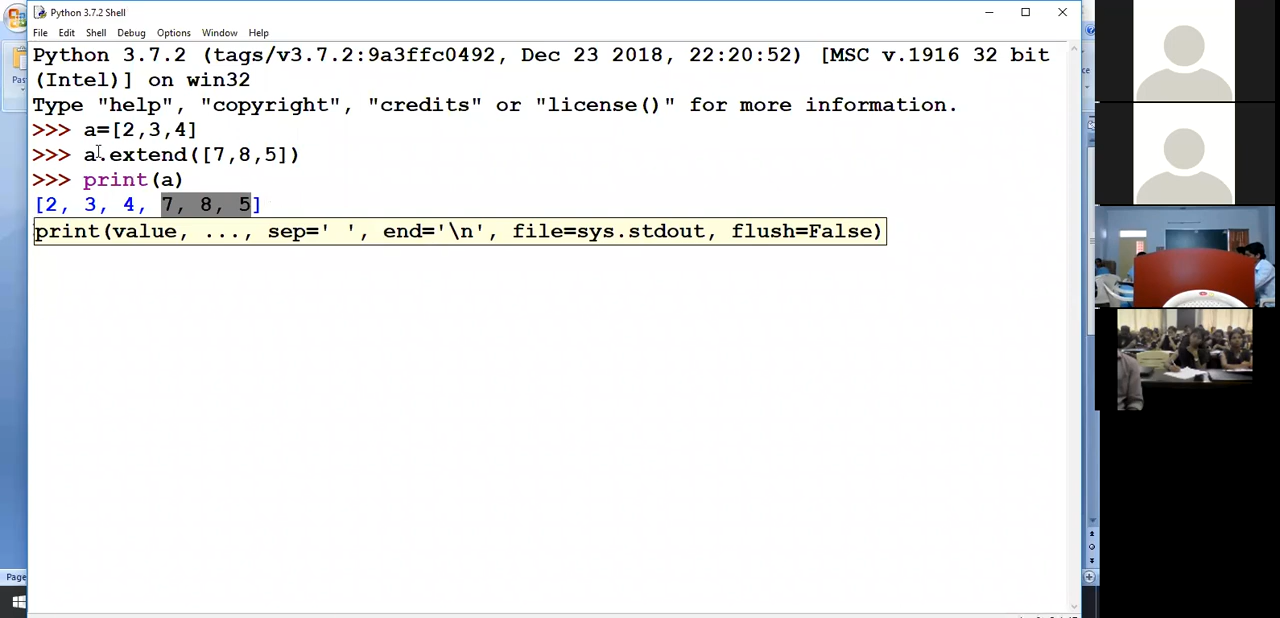 Python 3.7.2 Shell
File Edit Shell Debug Options Window Help
Python 3.7.2 (tags/v3.7.2:9a3ffc0492, Dec 23 2018, 22:20:52) [MSC v.1916 32 bit
(Intel)] on win32
Type "help", "copyright", "credits" or "license()" for more information.
>>> a=[2,3,4]
>>> a.extend([7,8,5])
>>> print(a)
[2, 3, 4, 7, 8, 5]
print(value, ..., sep=' ', end='\n', file=sys.stdout, flush=False)
Pas
Page